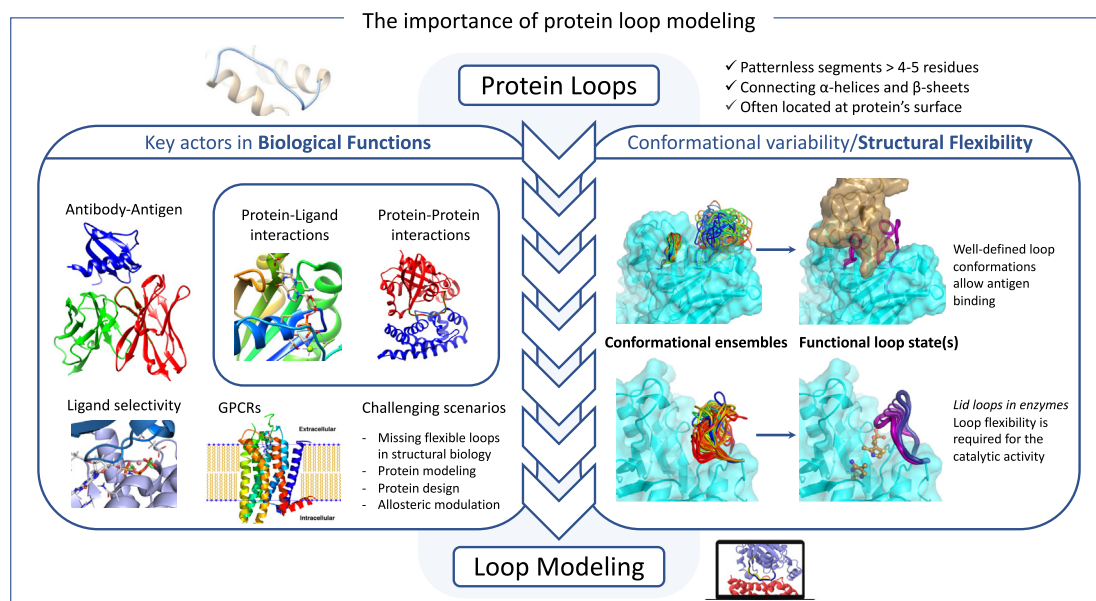 The importance of protein loop modeling
Protein Loops
✓ Patternless segments > 4-5 residues
✓ Connecting α-helices and β-sheets
✓ Often located at protein's surface
Key actors in Biological Functions
Antibody-Antigen
Protein-Ligand
interactions
Protein-Protein
interactions
Ligand selectivity
GPCRs
Extracellular
Intracellular
Challenging scenarios
- Missing flexible loops
in structural biology
- Protein modeling
- Protein design
- Allosteric modulation
Conformational variability/Structural Flexibility
Well-defined loop
conformations
allow antigen
binding
Conformational ensembles
Functional loop state(s)
Lid loops in enzymes
Loop flexibility is
required for the
catalytic activity
Loop Modeling